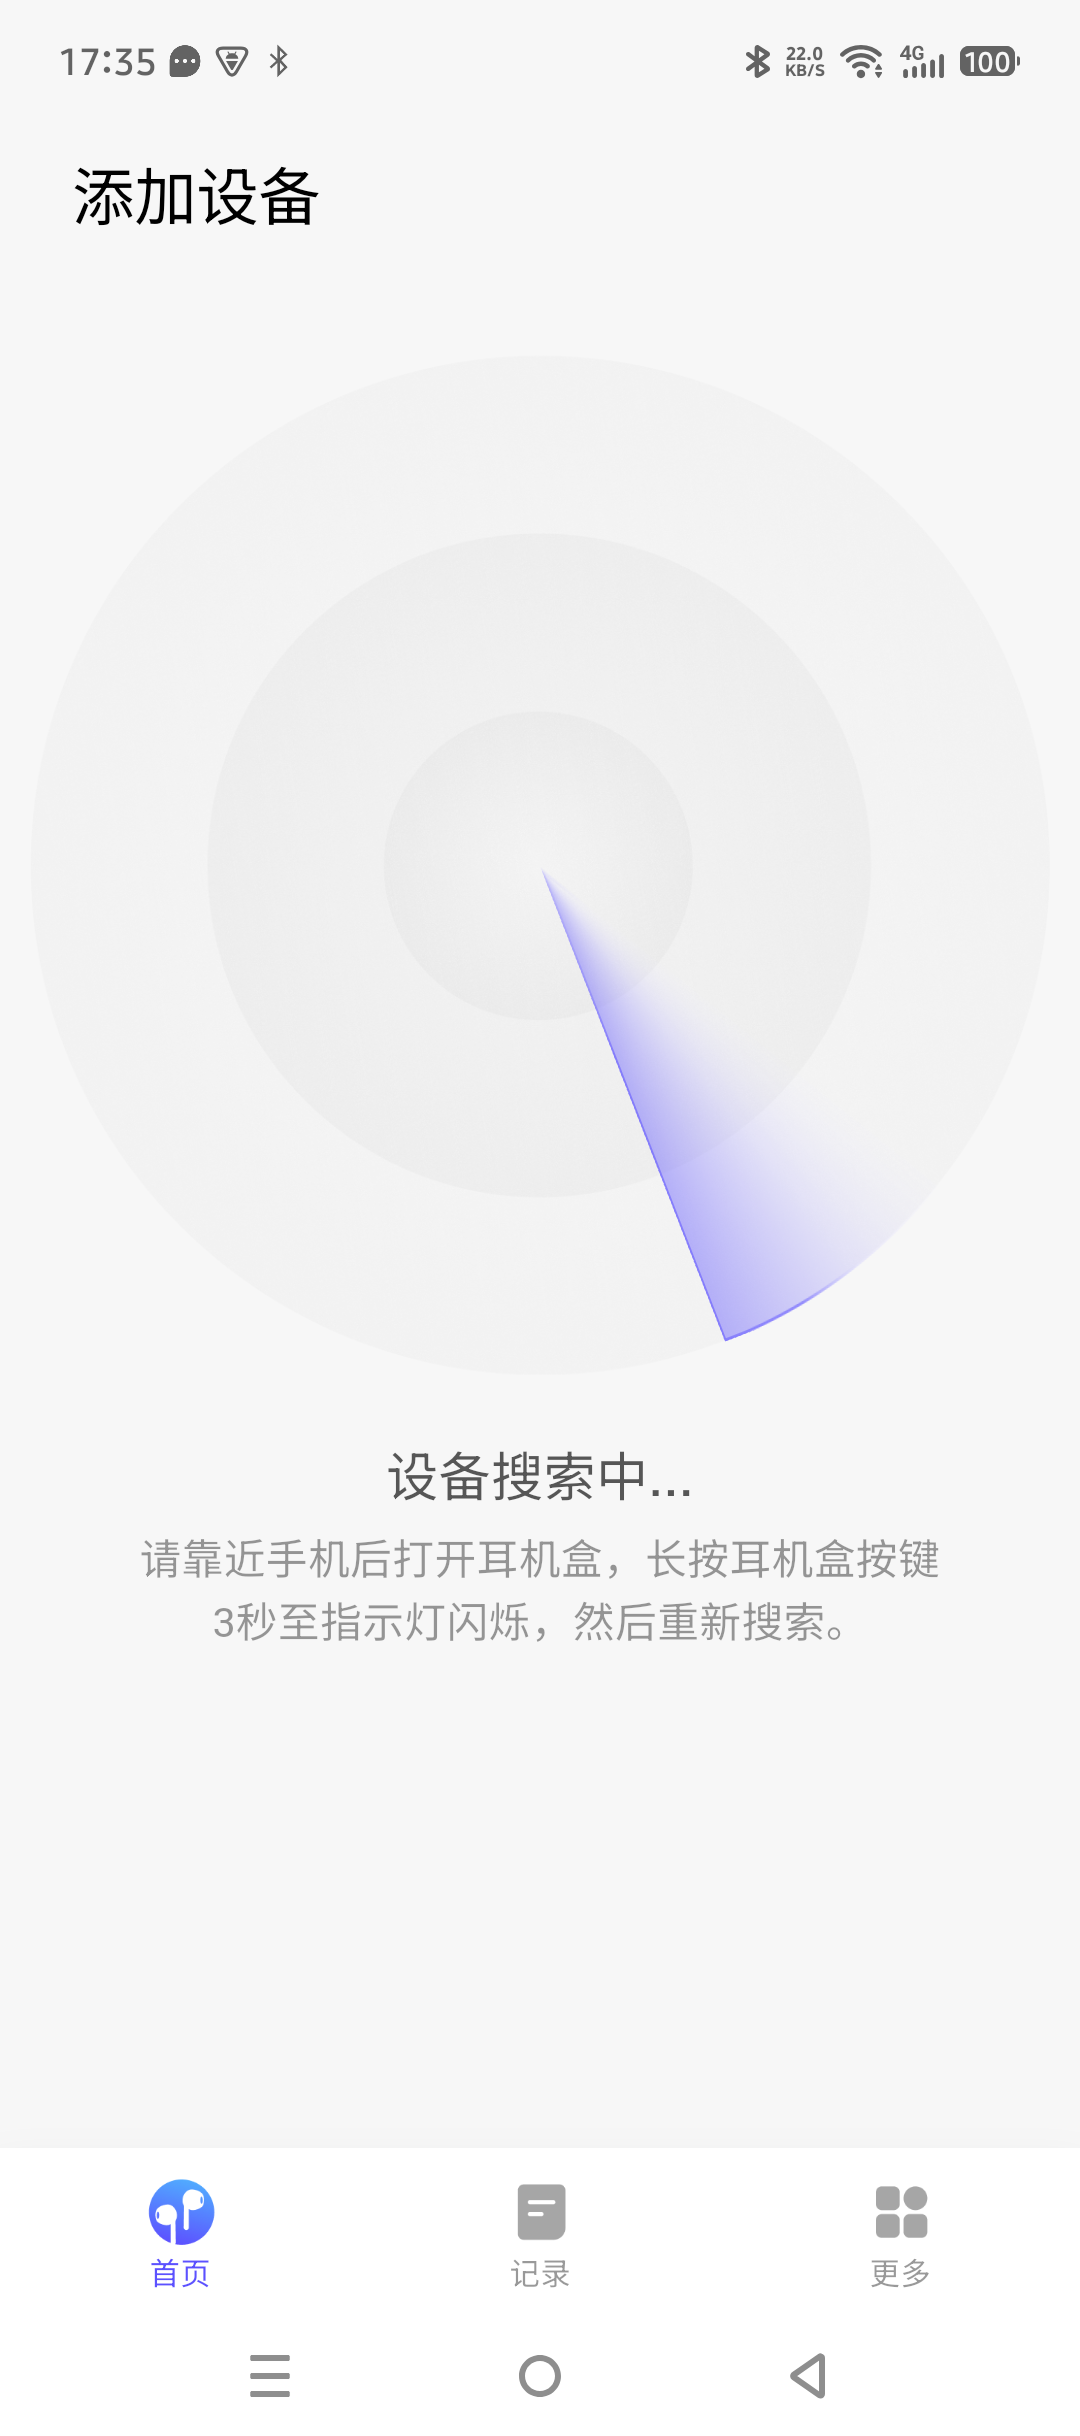 17:35
22.0
KB/S
4G
100
添加设备
设备搜索中...
请靠近手机后打开耳机盒，长按耳机盒按键
3秒至指示灯闪烁，然后重新搜索。
首页
记录
更多